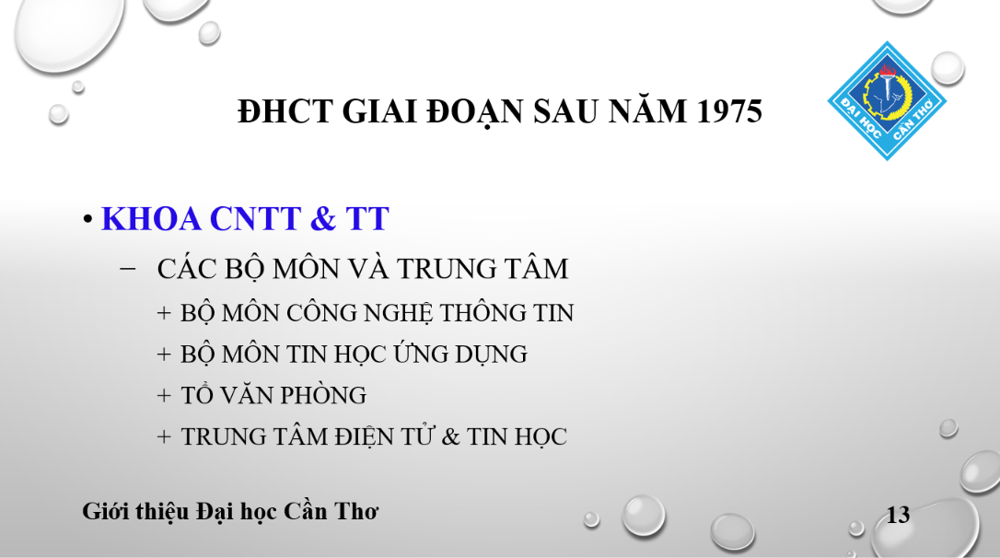 ĐHCT GIAI ĐOẠN SAU NĂM 1975
ĐẠI HỌC CẦN THƠ
• KHOA CNTT & TT
– CÁC BỘ MÔN VÀ TRUNG TÂM
+ BỘ MÔN CÔNG NGHỆ THÔNG TIN
+ BỘ MÔN TIN HỌC ỨNG DỤNG
+ TỔ VĂN PHÒNG
+ TRUNG TÂM ĐIỆN TỬ & TIN HỌC
Giới thiệu Đại học Cần Thơ
13